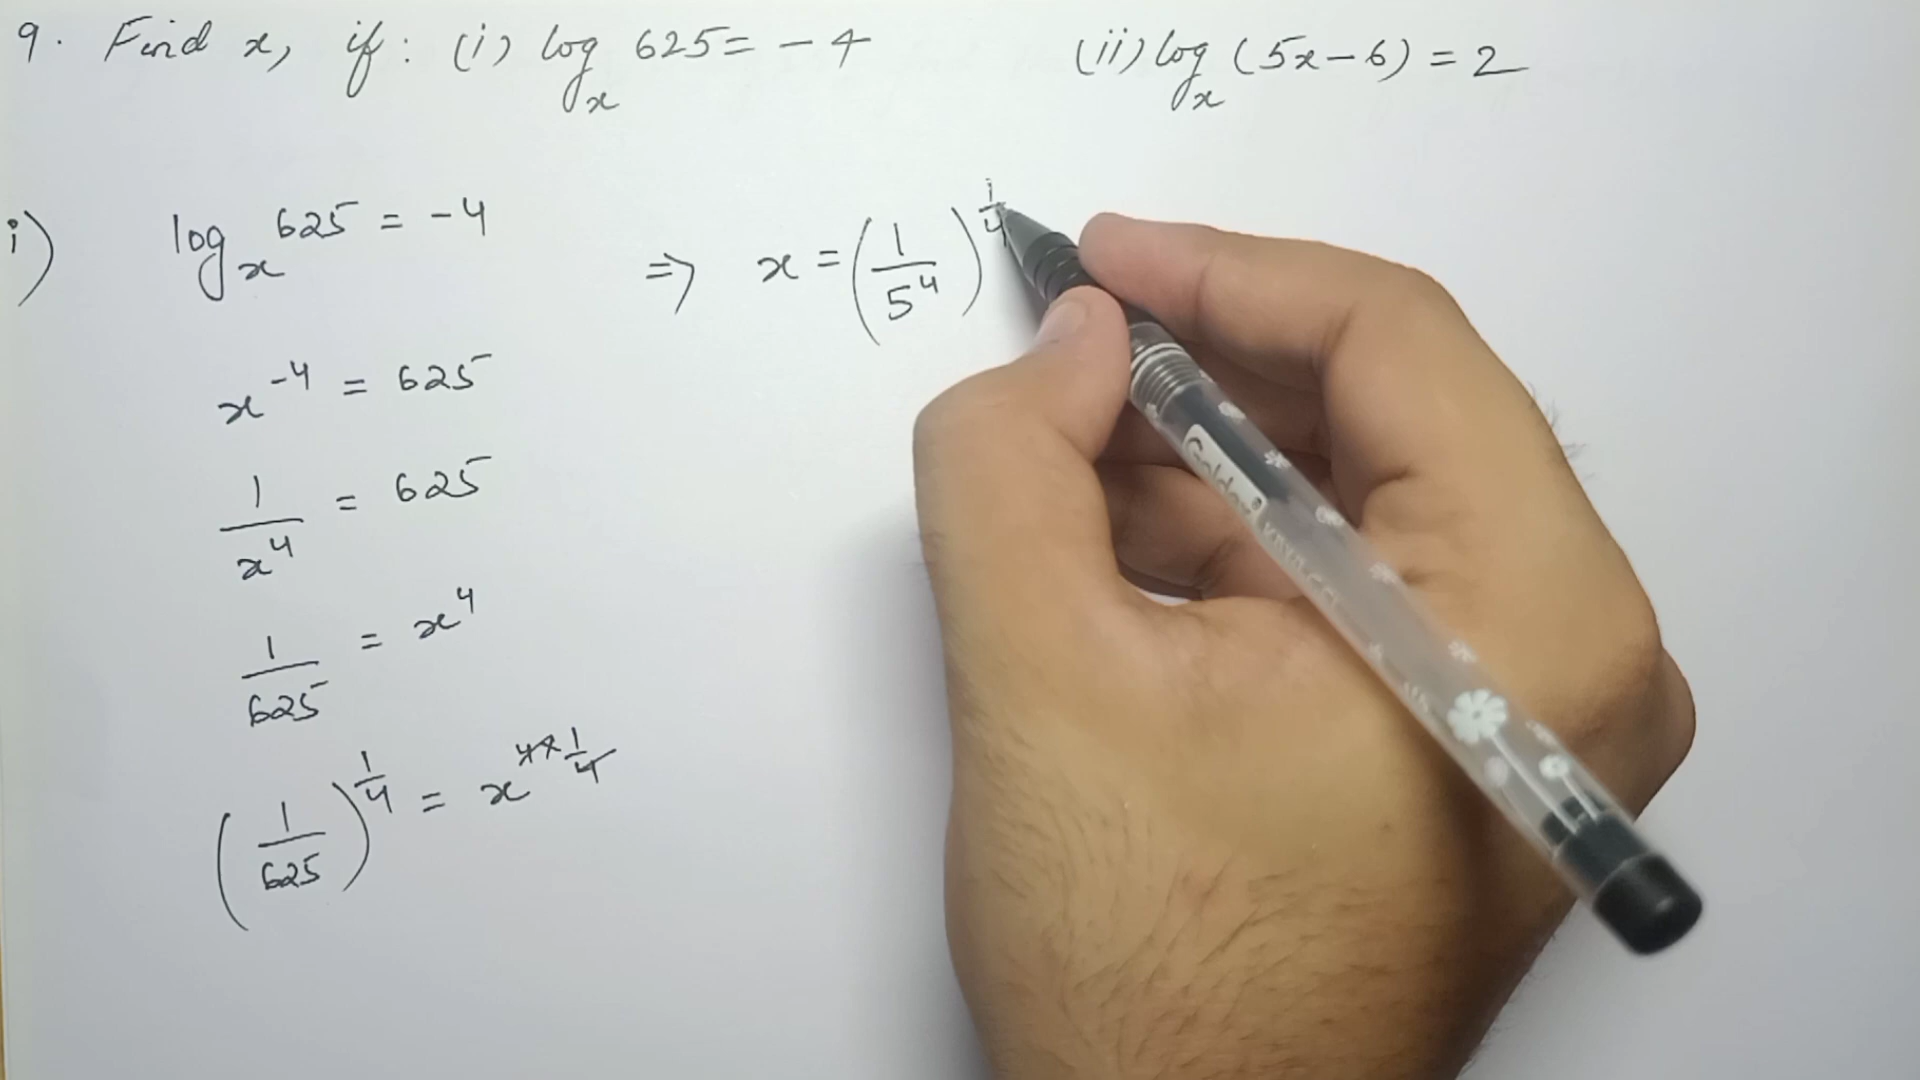 9. Find x, if : (i) log_x 625 = -4 (ii) log_x (5x-6) = 2
i) log_x 625 = -4
x^-4 = 625
1/x^4 = 625
1/625 = x^4
(1/625)^1/4 = x^4×1/4
⇒ x = (1/5^4)^1/4
Goldex